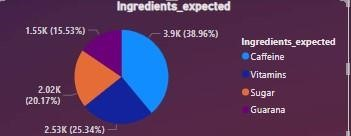 Ingredients_expected
1.55K (15.53%)
3.9K (38.96%)
2.02K
(20.17%)
2.53K (25.34%)
Ingredients_expected
Caffeine
Vitamins
Sugar
Guarana